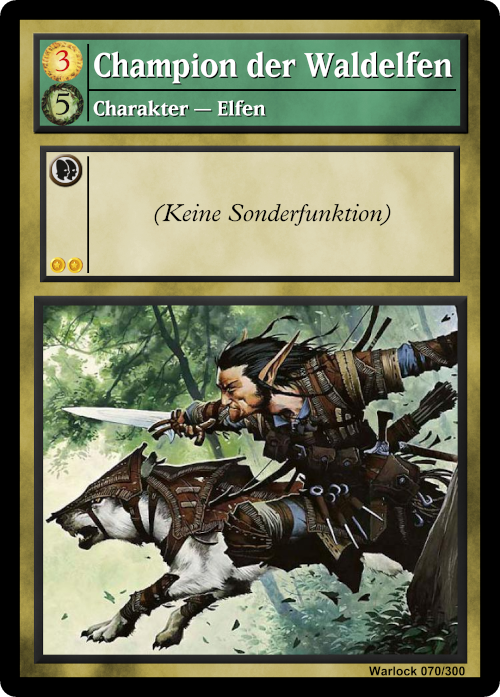 3
Champion der Waldelfen
5
Charakter — Elfen
(Keine Sonderfunktion)
Warlock 070/300